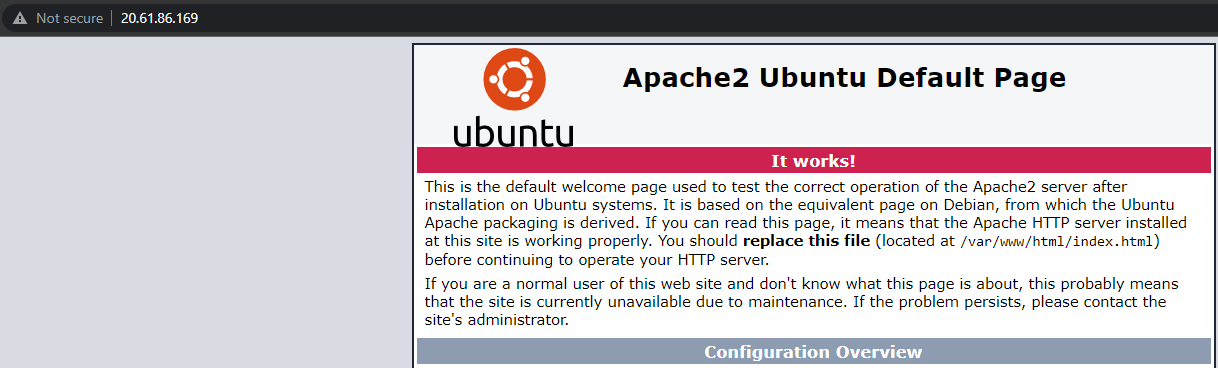 Not secure | 20.61.86.169
Apache2 Ubuntu Default Page
ubuntu
It works!
This is the default welcome page used to test the correct operation of the Apache2 server after
installation on Ubuntu systems. It is based on the equivalent page on Debian, from which the Ubuntu
Apache packaging is derived. If you can read this page, it means that the Apache HTTP server installed
at this site is working properly. You should replace this file (located at /var/www/html/index.html)
before continuing to operate your HTTP server.
If you are a normal user of this web site and don't know what this page is about, this probably means
that the site is currently unavailable due to maintenance. If the problem persists, please contact the
site's administrator.
Configuration Overview